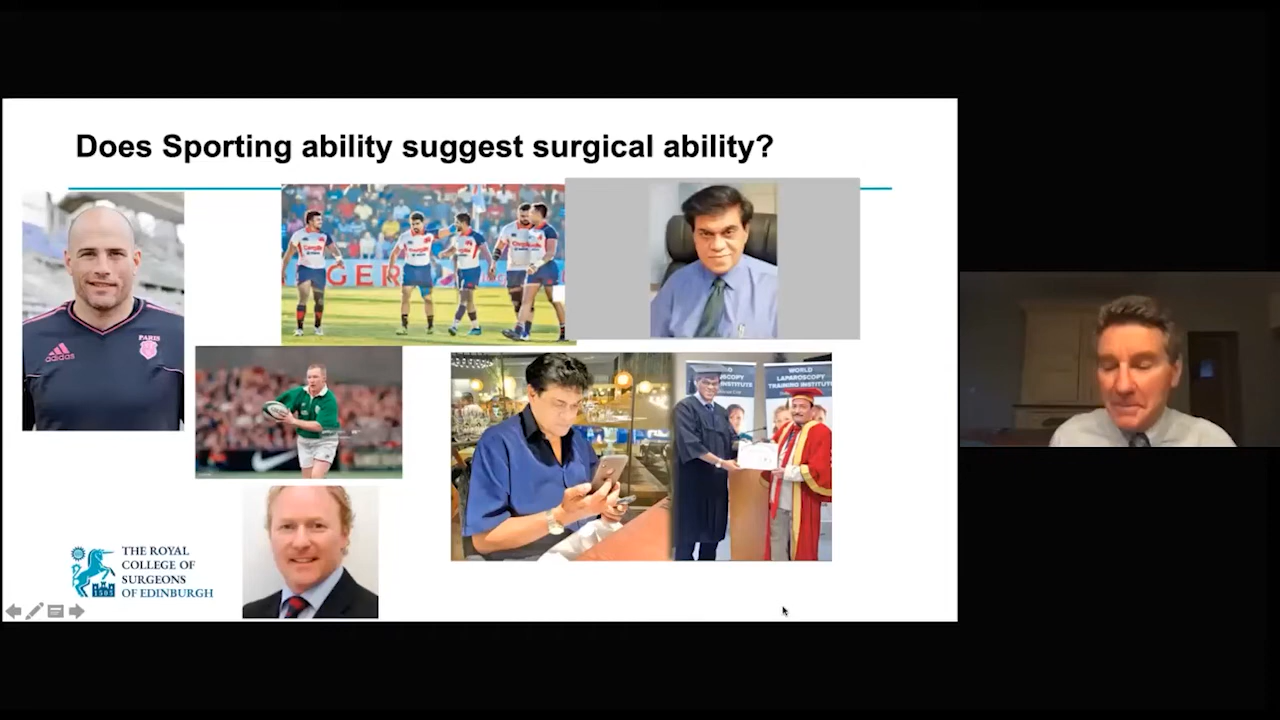 Does Sporting ability suggest surgical ability?
GER
PARIS
adidas
WORLD
LAPAROSCOPY
TRAINING INSTITUTE
THE ROYAL
COLLEGE OF
SURGEONS
OF EDINBURGH